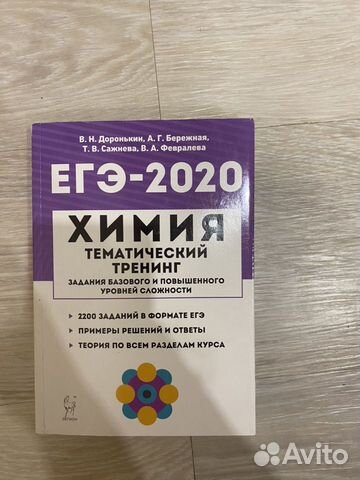 В. Н. Доронькин, А. Г. Бережная,
Т. В. Сажнева, В. А. Февралева
ЕГЭ-2020
ХИМИЯ
ТЕМАТИЧЕСКИЙ
ТРЕНИНГ
ЗАДАНИЯ БАЗОВОГО И ПОВЫШЕННОГО
УРОВНЕЙ СЛОЖНОСТИ
2200 ЗАДАНИЙ В ФОРМАТЕ ЕГЭ
ПРИМЕРЫ РЕШЕНИЙ И ОТВЕТЫ
ТЕОРИЯ ПО ВСЕМ РАЗДЕЛАМ КУРСА
ЛЕГИОН
Avito